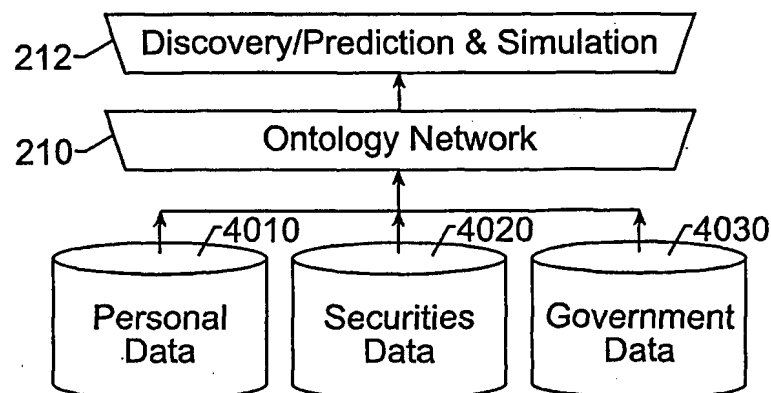 212
Discovery/Prediction & Simulation
210
Ontology Network
4010
4020
4030
Personal
Data
Securities
Data
Government
Data